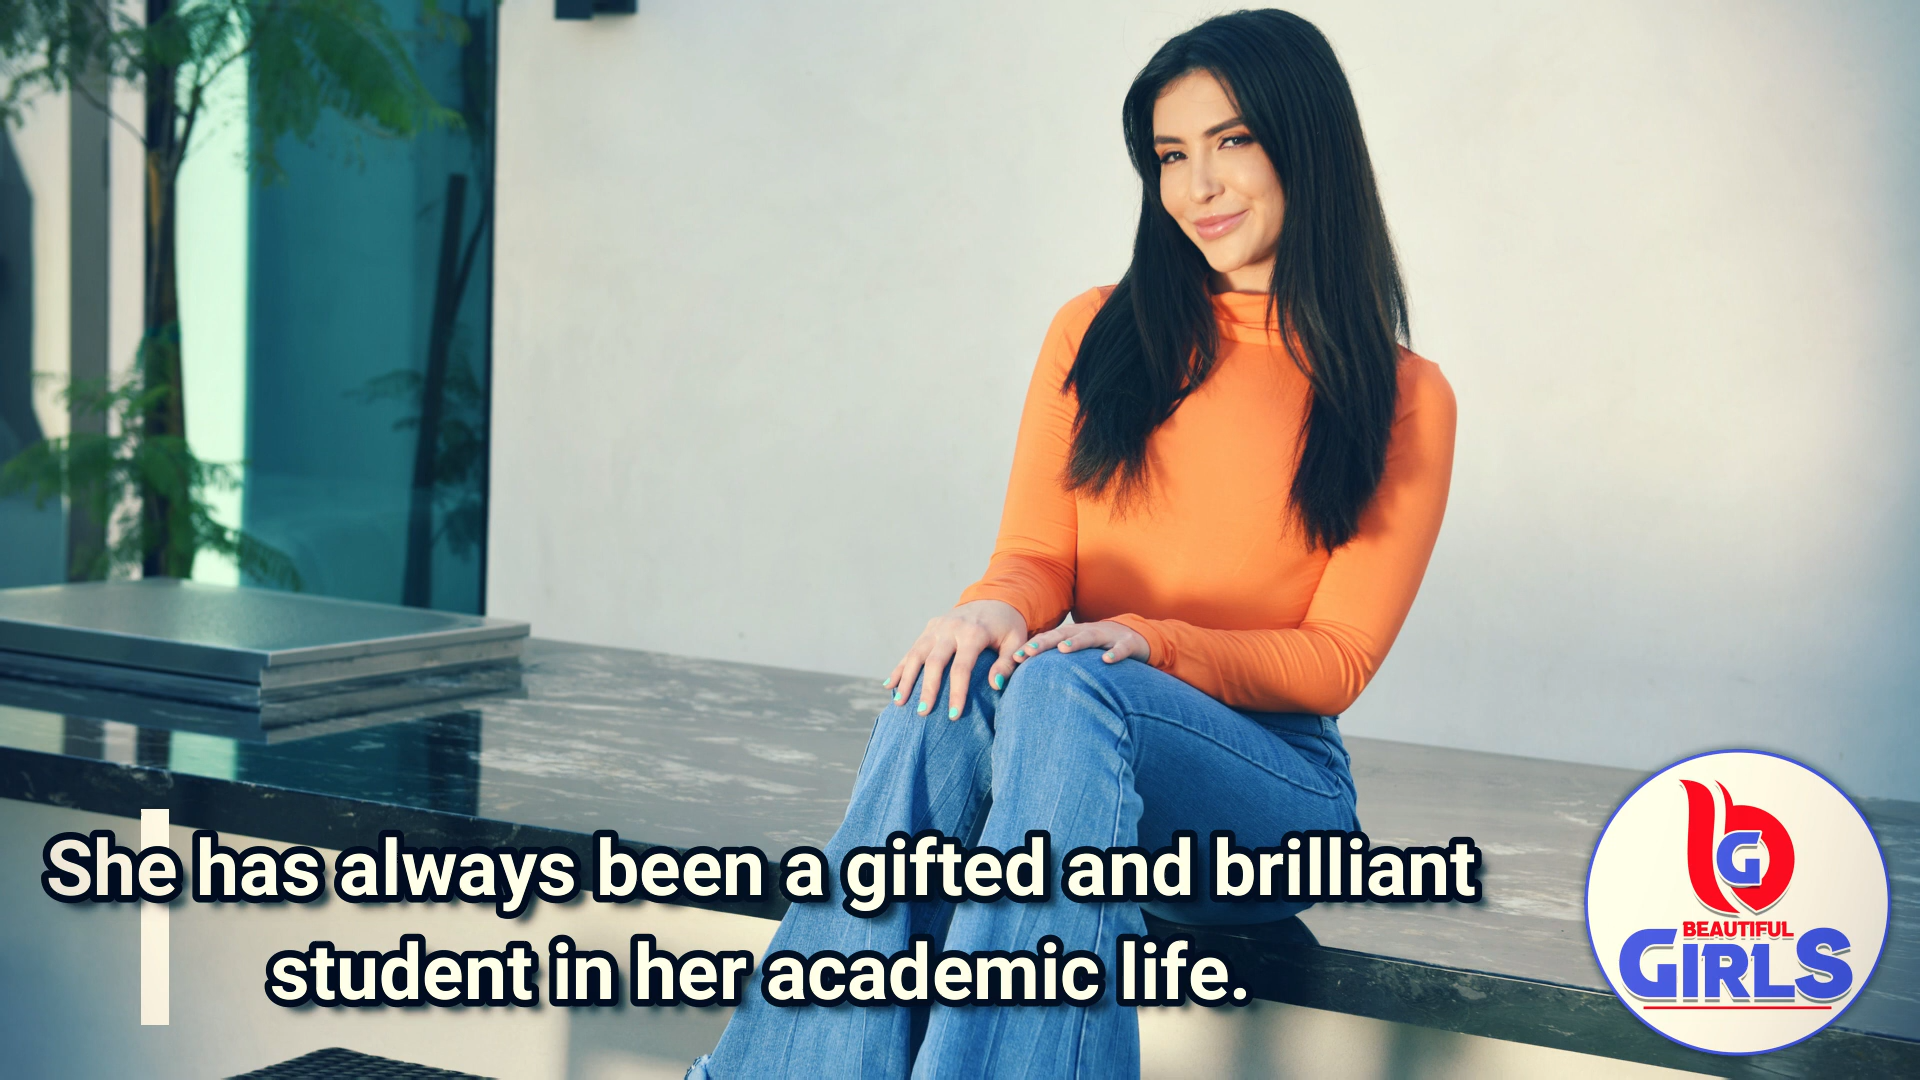 She has always been a gifted and brilliant
student in her academic life.
BG
BEAUTIFUL
GIRLS